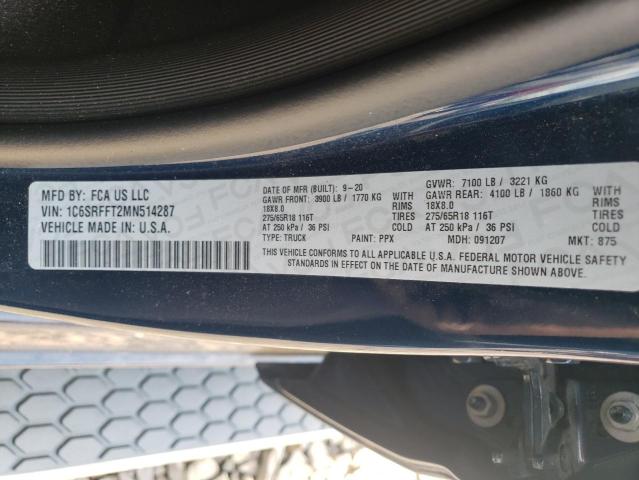 MFD BY: FCA US LLC
VIN: 1C6SRFFT2MN514287
VEHICLE MADE IN: U.S.A.
DATE OF MFR (BUILT): 9-20
GAWR FRONT: 3900 LB / 1770 KG
18X8.0
275/65R18 116T
AT 250 kPa / 36 PSI
TYPE: TRUCK
RIMS
TIRES
COLD
PAINT: PPX
GVWR: 7100 LB / 3221 KG
GAWR REAR: 4100 LB / 1860 KG
18X8.0
275/65R18 116T
AT 250 kPa / 36 PSI
MDH: 091207
RIMS
TIRES
COLD
MKT: 875
THIS VEHICLE CONFORMS TO ALL APPLICABLE U.S.A. FEDERAL MOTOR VEHICLE SAFETY
STANDARDS IN EFFECT ON THE DATE OF MANUFACTURE SHOWN ABOVE.